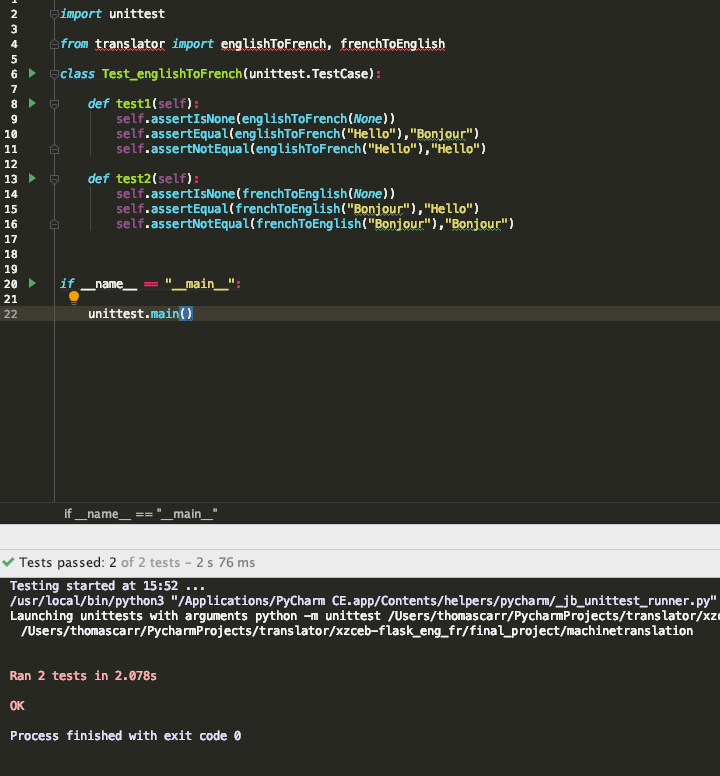 1
2 import unittest
3
4 from translator import englishToFrench, frenchToEnglish
5
6 class Test_englishToFrench(unittest.TestCase):
7
8 def test1(self):
9 self.assertIsNone(englishToFrench(None))
10 self.assertEqual(englishToFrench("Hello"),"Bonjour")
11 self.assertNotEqual(englishToFrench("Hello"),"Hello")
12
13 def test2(self):
14 self.assertIsNone(frenchToEnglish(None))
15 self.assertEqual(frenchToEnglish("Bonjour"),"Hello")
16 self.assertNotEqual(frenchToEnglish("Bonjour"),"Bonjour")
17
18
19
20 if __name__ == "__main__":
21
22 unittest.main()
if __name__ == "__main__"
Tests passed: 2 of 2 tests – 2 s 76 ms
Testing started at 15:52 ...
/usr/local/bin/python3 "/Applications/PyCharm CE.app/Contents/helpers/pycharm/_jb_unittest_runner.py"
Launching unittests with arguments python -m unittest /Users/thomascarr/PycharmProjects/translator/xze
/Users/thomascarr/PycharmProjects/translator/xzceb-flask_eng_fr/final_project/machinetranslation
Ran 2 tests in 2.078s
OK
Process finished with exit code 0